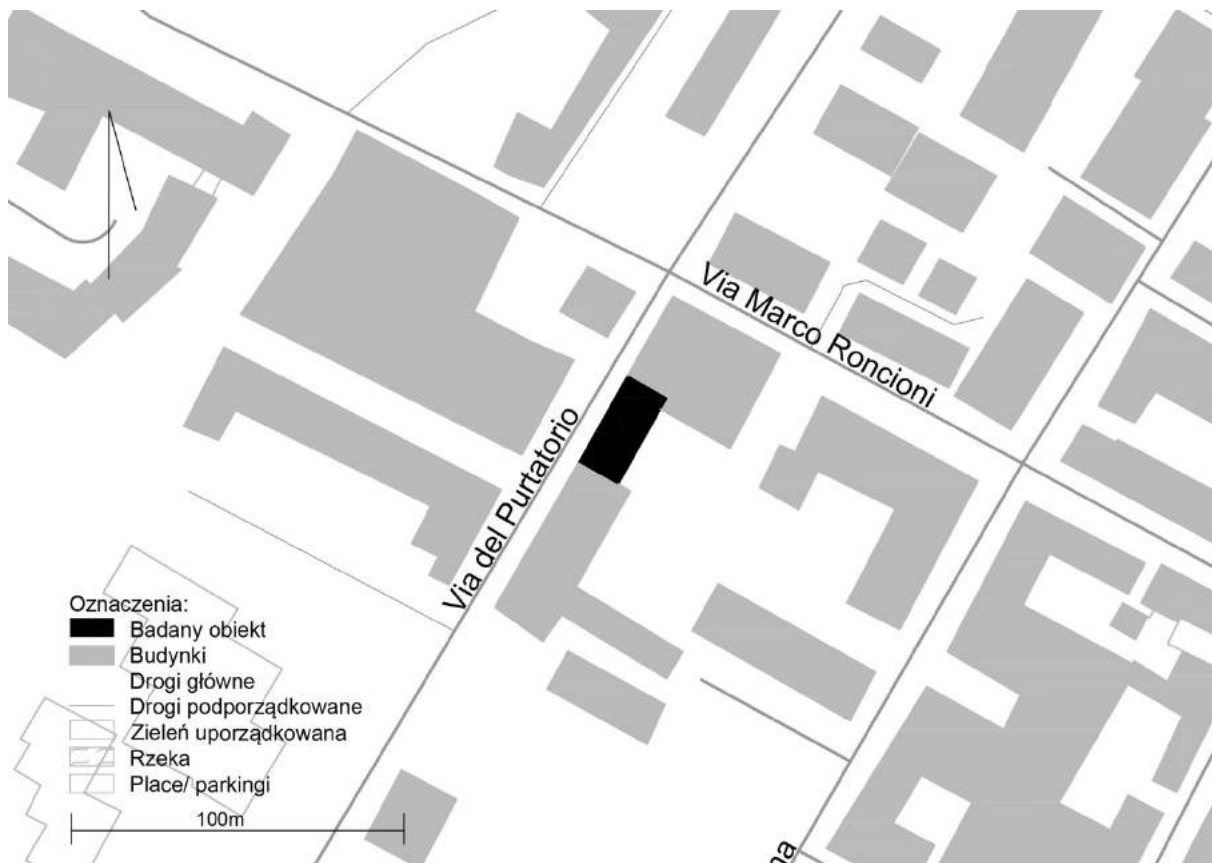 Via Marco Roncioni
Via del Purtatorio
Oznaczenia:
Badany obiekt
Budynki
Drogi główne
Drogi podporządkowane
Zieleń uporządkowana
Rzeka
Place/ parkingi
100m